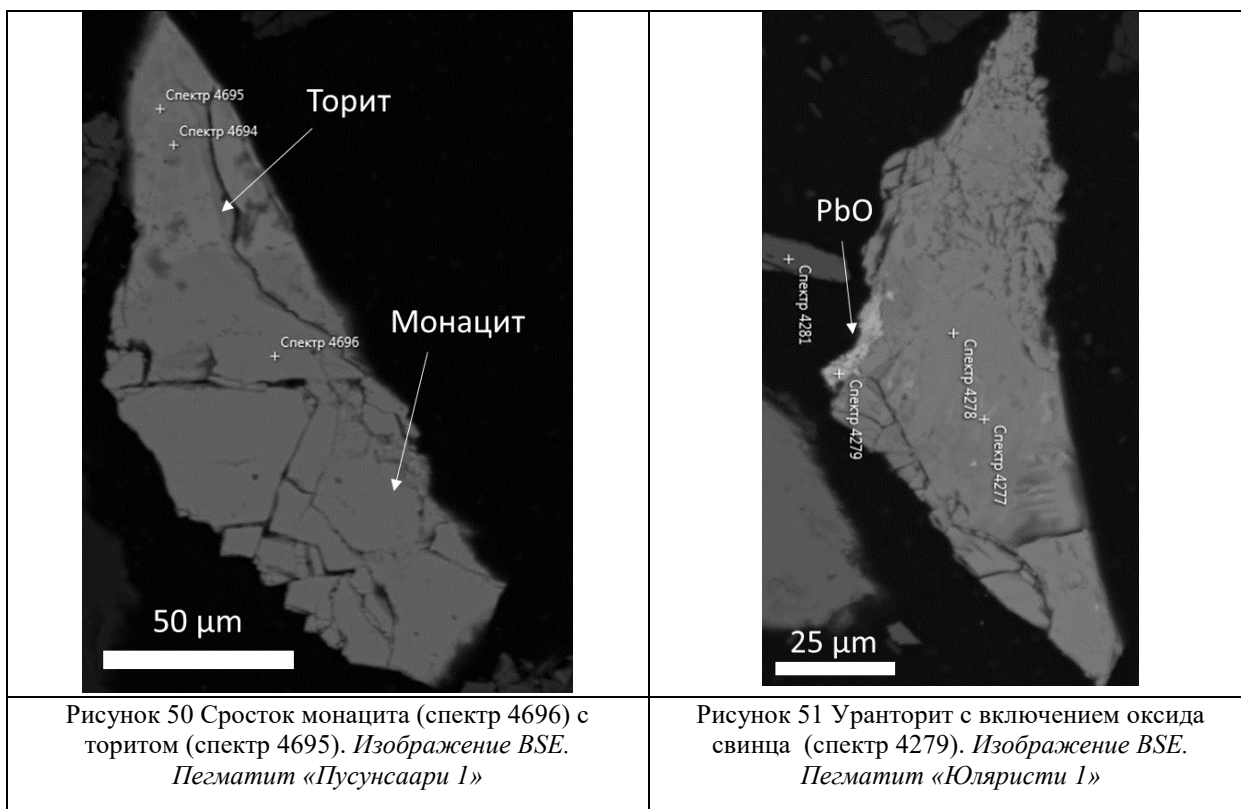 Спектр 4695
Спектр 4694
Торит
Монацит
Спектр 4696
50 μm
PbO
Спектр 4281
Спектр 4279
Спектр 4278
Спектр 4277
25 μm
Рисунок 50 Сросток монацита (спектр 4696) с
торитом (спектр 4695). Изображение BSE.
Пегматит «Пусунсаари 1»
Рисунок 51 Уранторит с включением оксида
свинца (спектр 4279). Изображение BSE.
Пегматит «Юляристи 1»